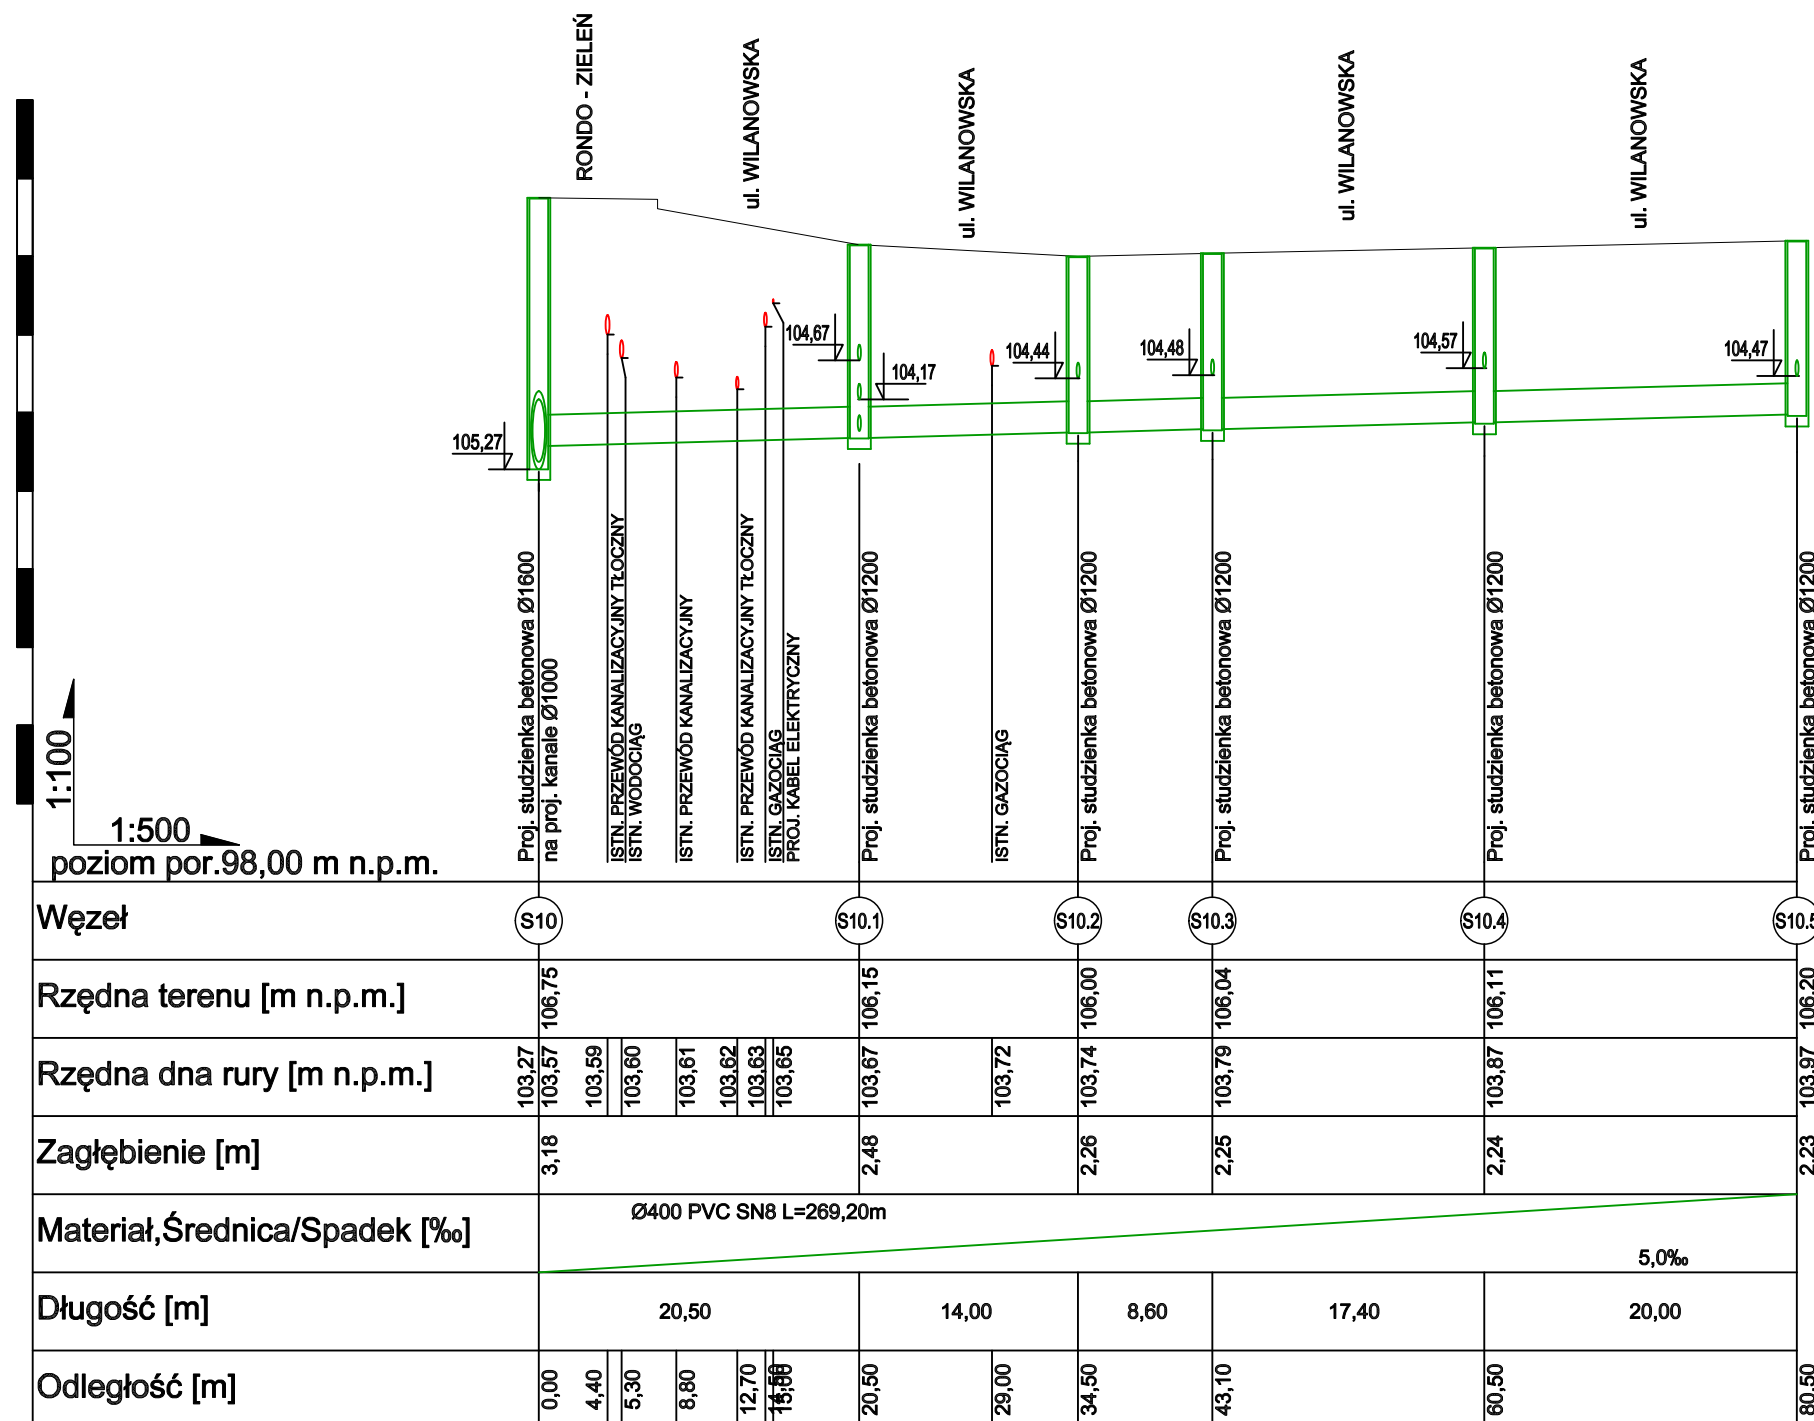 RONDO - ZIELEŃ
ul. WILANOWSKA
ul. WILANOWSKA
ul. WILANOWSKA
ul. WILANOWSKA
104,67
104,17
104,44
104,48
104,57
104,47
105,27
Proj. studzienka betonowa Ø1600
na proj. kanale Ø1000
ISTN. PRZEWÓD KANALIZACYJNY TŁOCZNY
ISTN. WODOCIĄG
ISTN. PRZEWÓD KANALIZACYJNY
ISTN. PRZEWÓD KANALIZACYJNY TŁOCZNY
ISTN. GAZOCIĄG
PROJ. KABEL ELEKTRYCZNY
Proj. studzienka betonowa Ø1200
ISTN. GAZOCIĄG
Proj. studzienka betonowa Ø1200
Proj. studzienka betonowa Ø1200
Proj. studzienka betonowa Ø1200
Proj. studzienka betonowa Ø1200
1:100
1:500
poziom por.98,00 m n.p.m.
Węzeł S10 S10.1 S10.2 S10.3 S10.4 S10.5
Rzędna terenu [m n.p.m.] 106,75 106,15 106,00 106,04 106,11 106,20
Rzędna dna rury [m n.p.m.] 103,27 103,57 103,59 103,60 103,61 103,62 103,63 103,65 103,67 103,72 103,74 103,79 103,87 103,97
Zagłębienie [m] 3,18 2,48 2,26 2,25 2,24 2,23
Materiał,Średnica/Spadek [‰] Ø400 PVC SN8 L=269,20m 5,0‰
Długość [m] 20,50 14,00 8,60 17,40 20,00
Odległość [m] 0,00 4,40 5,30 8,80 12,70 20,50 29,00 34,50 43,10 60,50 80,50